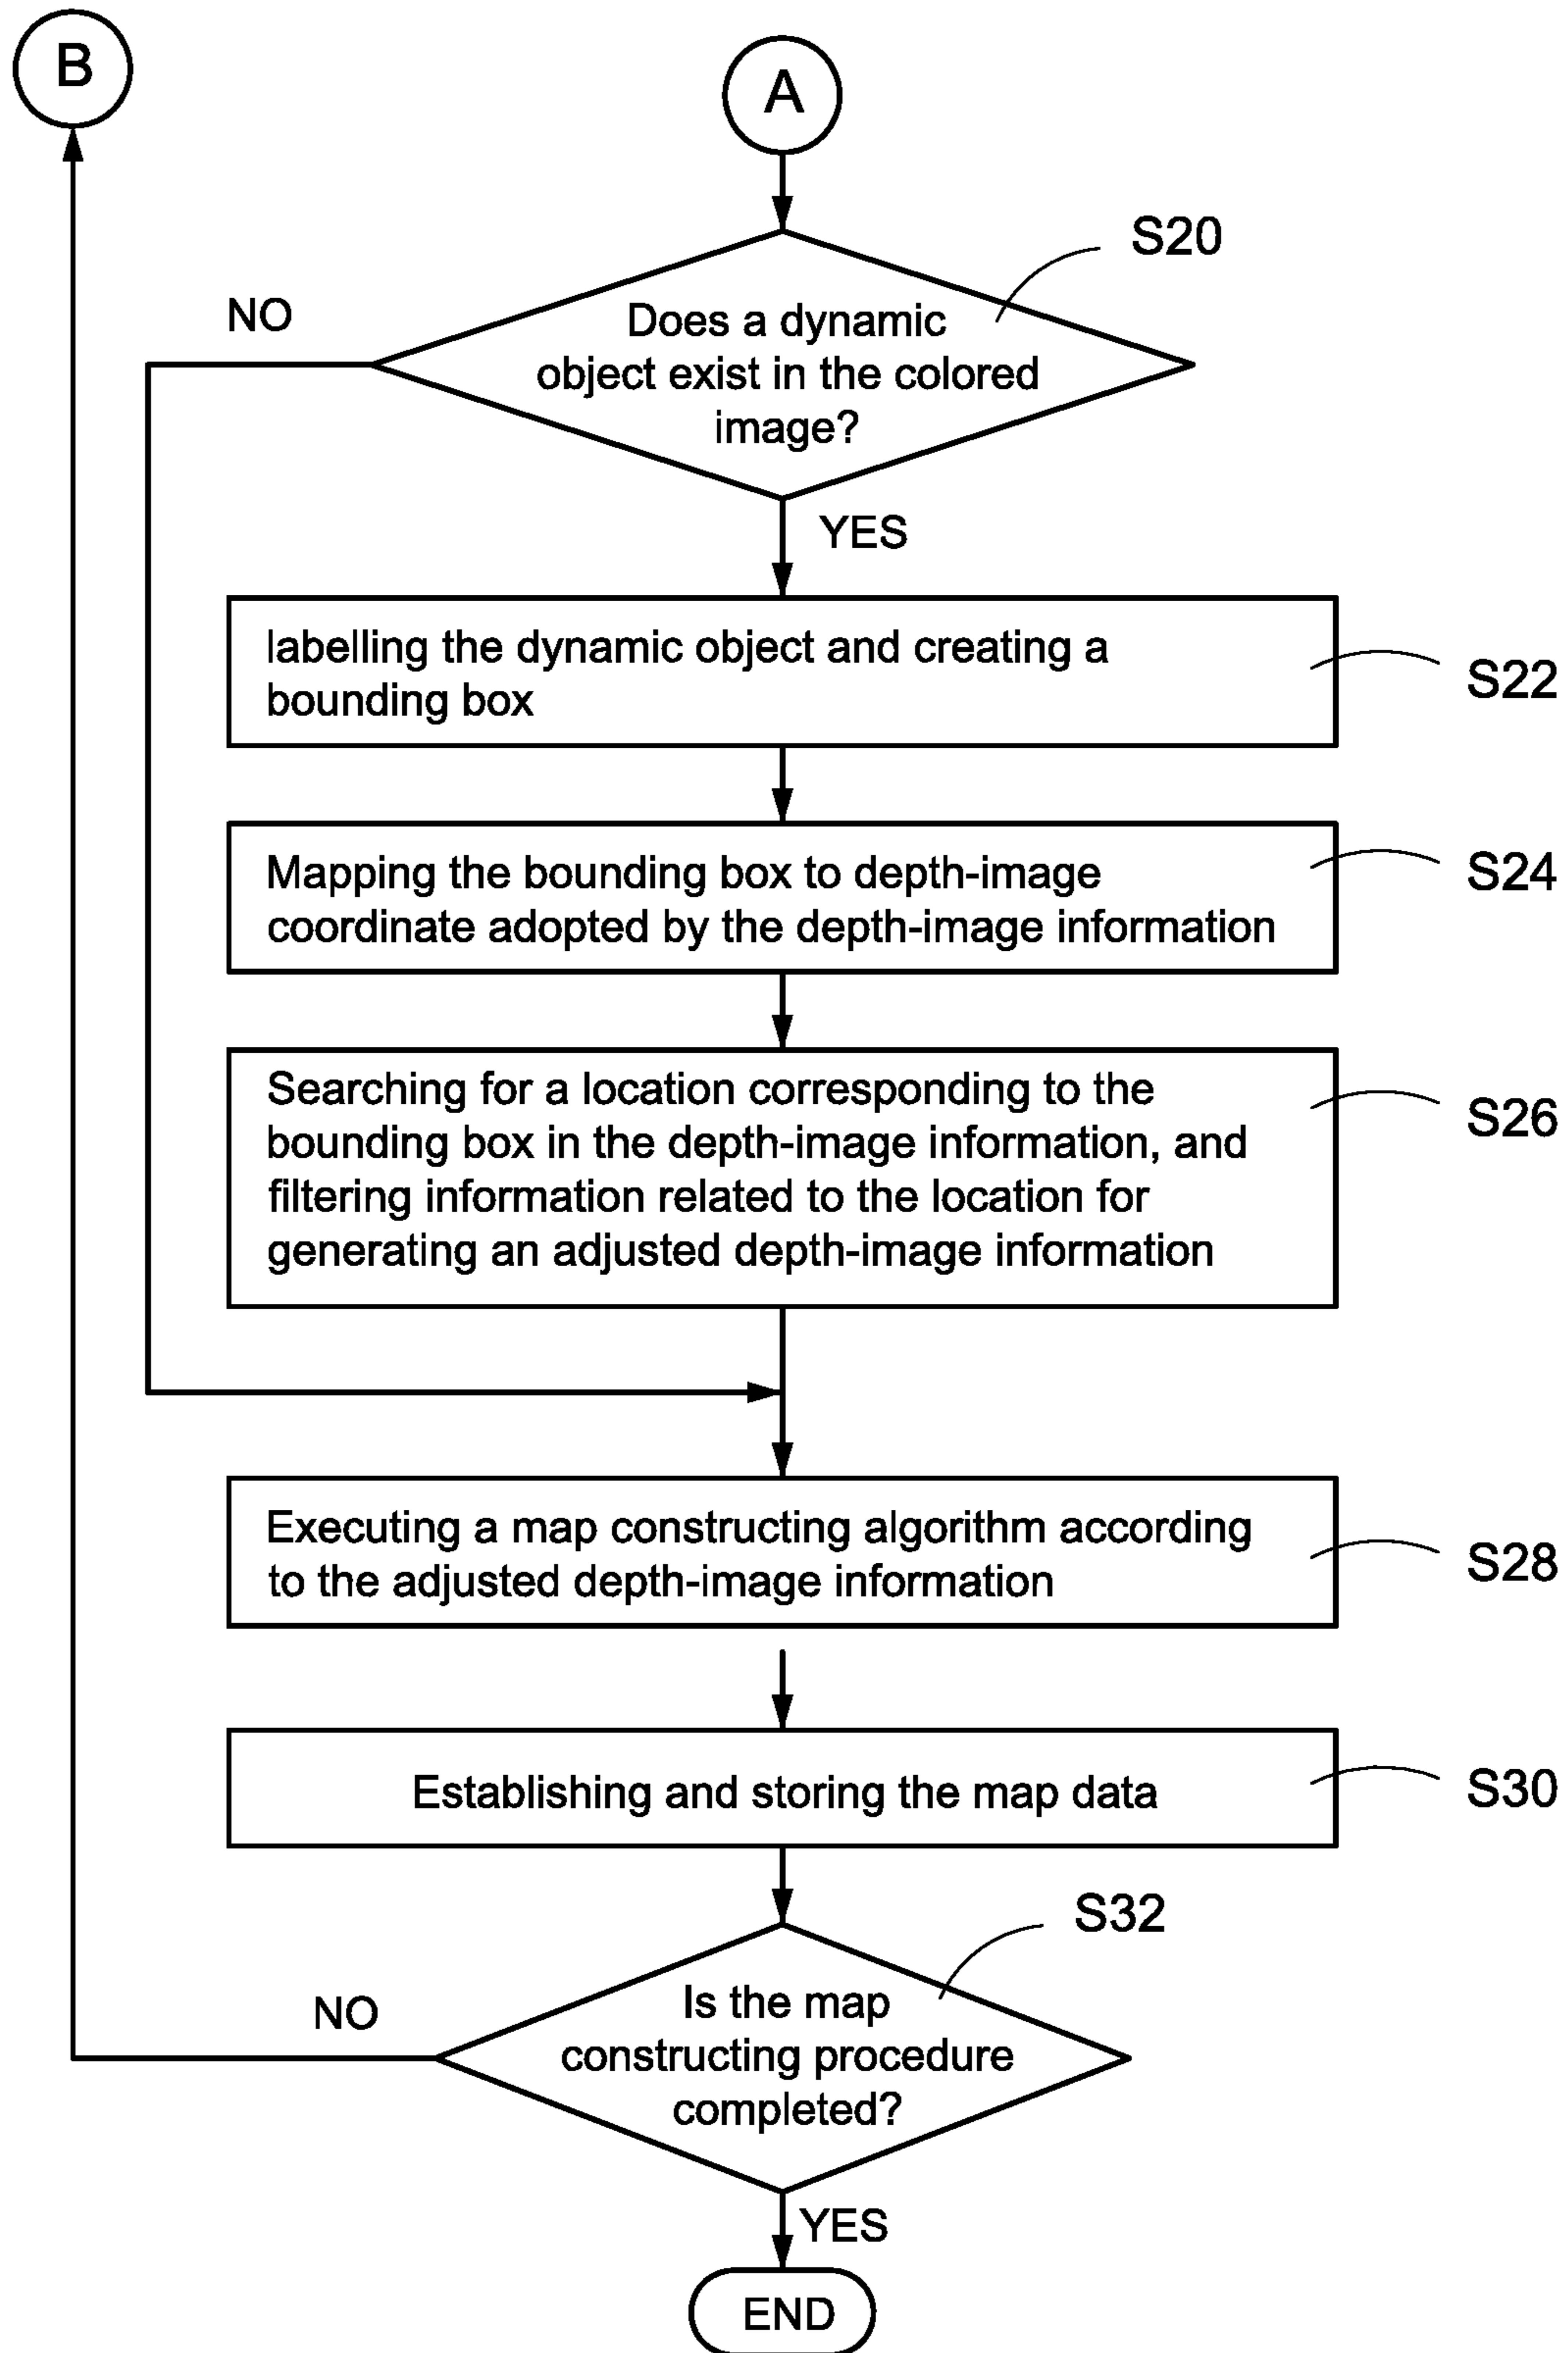 B
A
S20
NO
Does a dynamic
object exist in the colored
image?
YES
labelling the dynamic object and creating a
bounding box
S22
Mapping the bounding box to depth-image
coordinate adopted by the depth-image information
S24
Searching for a location corresponding to the
bounding box in the depth-image information, and
filtering information related to the location for
generating an adjusted depth-image information
S26
Executing a map constructing algorithm according
to the adjusted depth-image information
S28
Establishing and storing the map data
S30
S32
NO
Is the map
constructing procedure
completed?
YES
END